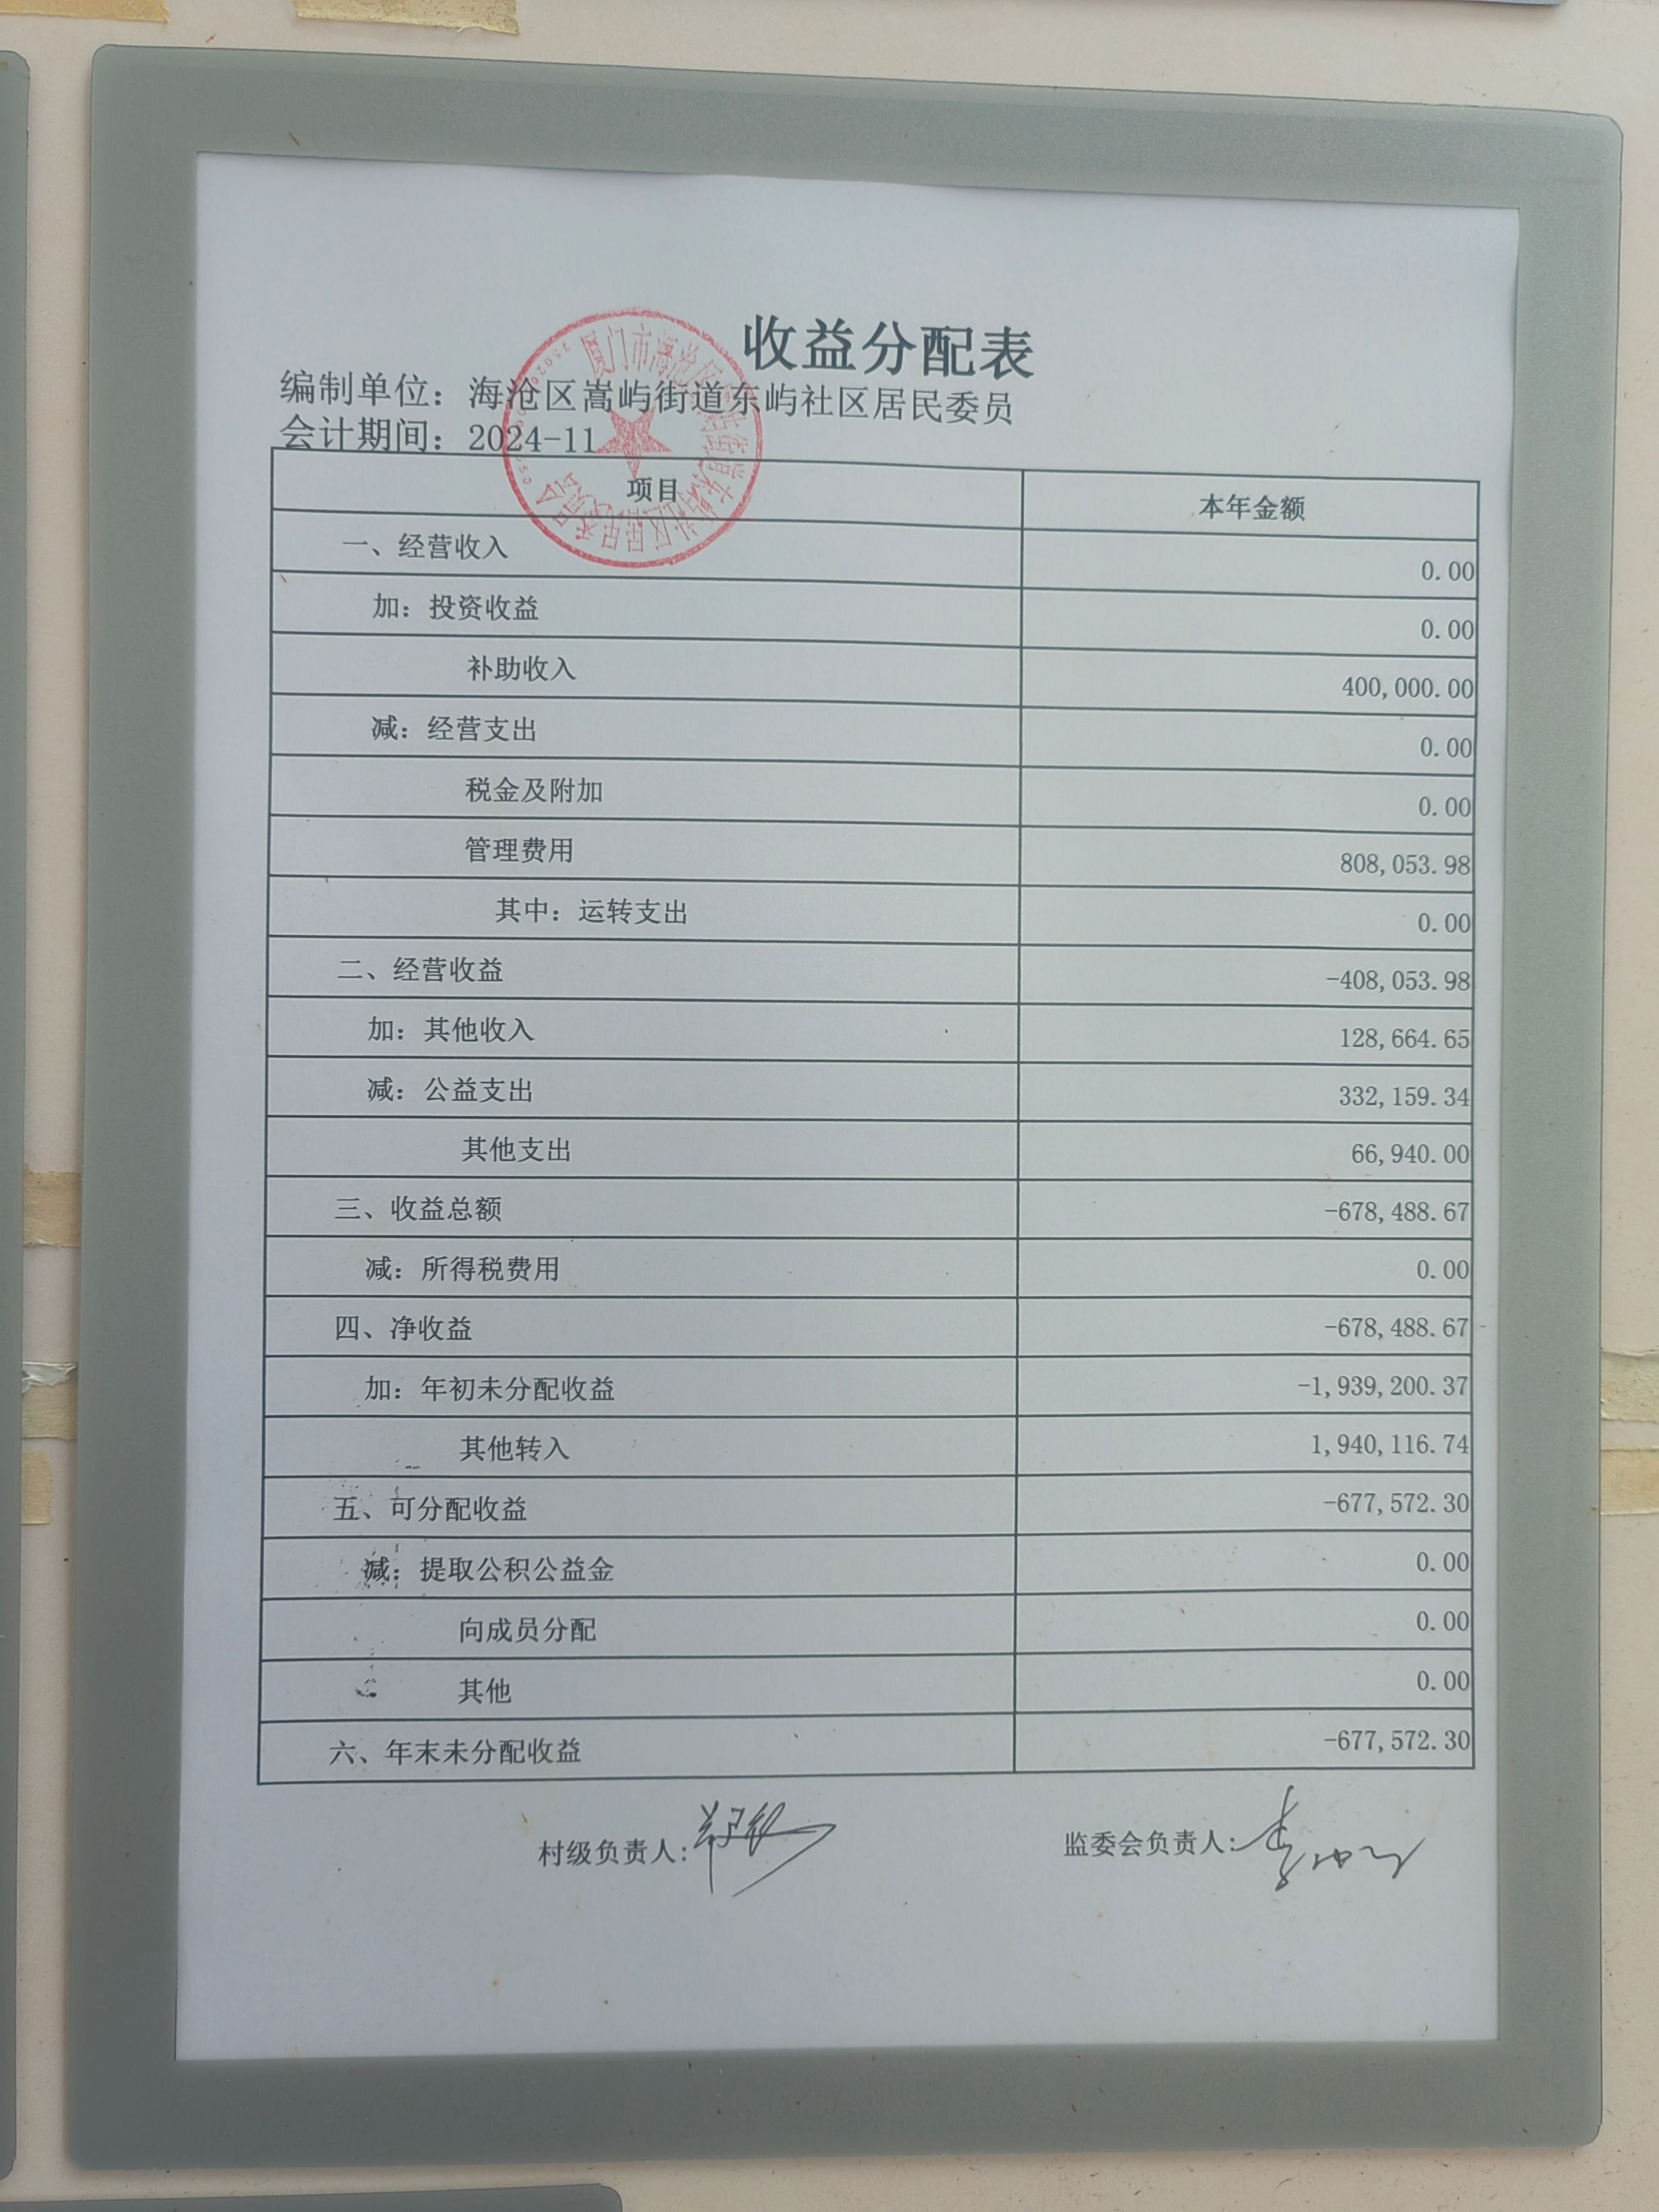 收益分配表
编制单位：海沧区嵩屿街道东屿社区居民委员
会计期间：2024-11
项目 本年金额
一、经营收入 0.00
加：投资收益 0.00
补助收入 400,000.00
减：经营支出 0.00
税金及附加 0.00
管理费用 808,053.98
其中：运转支出 0.00
二、经营收益 -408,053.98
加：其他收入 128,664.65
减：公益支出 332,159.34
其他支出 66,940.00
三、收益总额 -678,488.67
减：所得税费用 0.00
四、净收益 -678,488.67
加：年初未分配收益 -1,939,200.37
其他转入 1,940,116.74
五、可分配收益 -677,572.30
减：提取公积公益金 0.00
向成员分配 0.00
其他 0.00
六、年末未分配收益 -677,572.30
村级负责人： 监委会负责人：